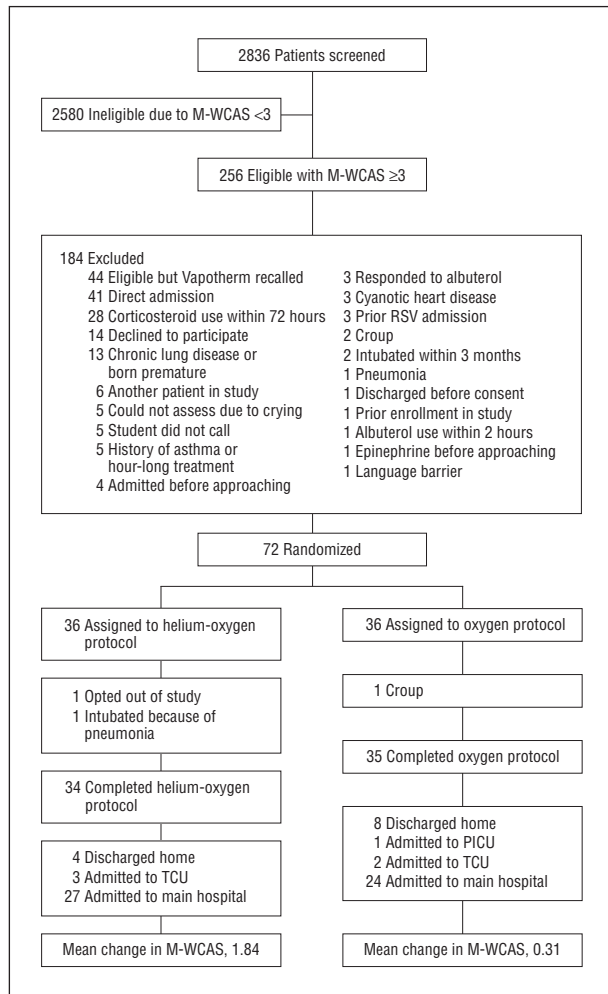 2836 Patients screened
2580 Ineligible due to M-WCAS <3
256 Eligible with M-WCAS ≥3
184 Excluded
44 Eligible but Vapotherm recalled
41 Direct admission
28 Corticosteroid use within 72 hours
14 Declined to participate
13 Chronic lung disease or
born premature
6 Another patient in study
5 Could not assess due to crying
5 Student did not call
5 History of asthma or
hour-long treatment
4 Admitted before approaching
3 Responded to albuterol
3 Cyanotic heart disease
3 Prior RSV admission
2 Croup
2 Intubated within 3 months
1 Pneumonia
1 Discharged before consent
1 Prior enrollment in study
1 Albuterol use within 2 hours
1 Epinephrine before approaching
1 Language barrier
72 Randomized
36 Assigned to helium-oxygen
protocol
1 Opted out of study
1 Intubated because of
pneumonia
34 Completed helium-oxygen
protocol
4 Discharged home
3 Admitted to TCU
27 Admitted to main hospital
Mean change in M-WCAS, 1.84
36 Assigned to oxygen protocol
1 Croup
35 Completed oxygen protocol
8 Discharged home
1 Admitted to PICU
2 Admitted to TCU
24 Admitted to main hospital
Mean change in M-WCAS, 0.31